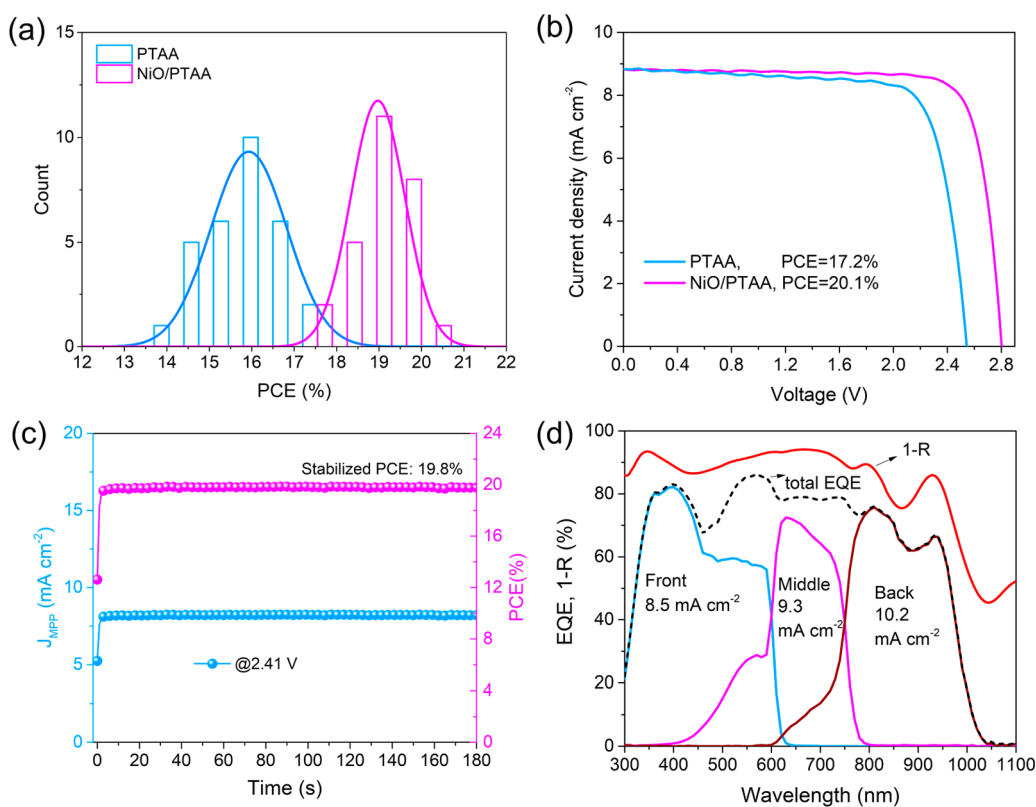 (a)
15
10
5
0
Count
PTAA
NiO/PTAA
12 13 14 15 16 17 18 19 20 21 22
PCE (%)
(b)
10
8
6
4
2
0
Current density (mA cm⁻²)
PTAA, PCE=17.2%
NiO/PTAA, PCE=20.1%
0.0 0.4 0.8 1.2 1.6 2.0 2.4 2.8
Voltage (V)
(c)
20
15
10
5
0
J_MPP (mA cm⁻²)
Stabilized PCE: 19.8%
@2.41 V
24
20
16
12
8
4
0
PCE(%)
0 20 40 60 80 100 120 140 160 180
Time (s)
(d)
100
80
60
40
20
0
EQE, 1-R (%)
1-R
total EQE
Front
8.5 mA cm⁻²
Middle
9.3
mA cm⁻²
Back
10.2
mA cm⁻²
300 400 500 600 700 800 900 1000 1100
Wavelength (nm)